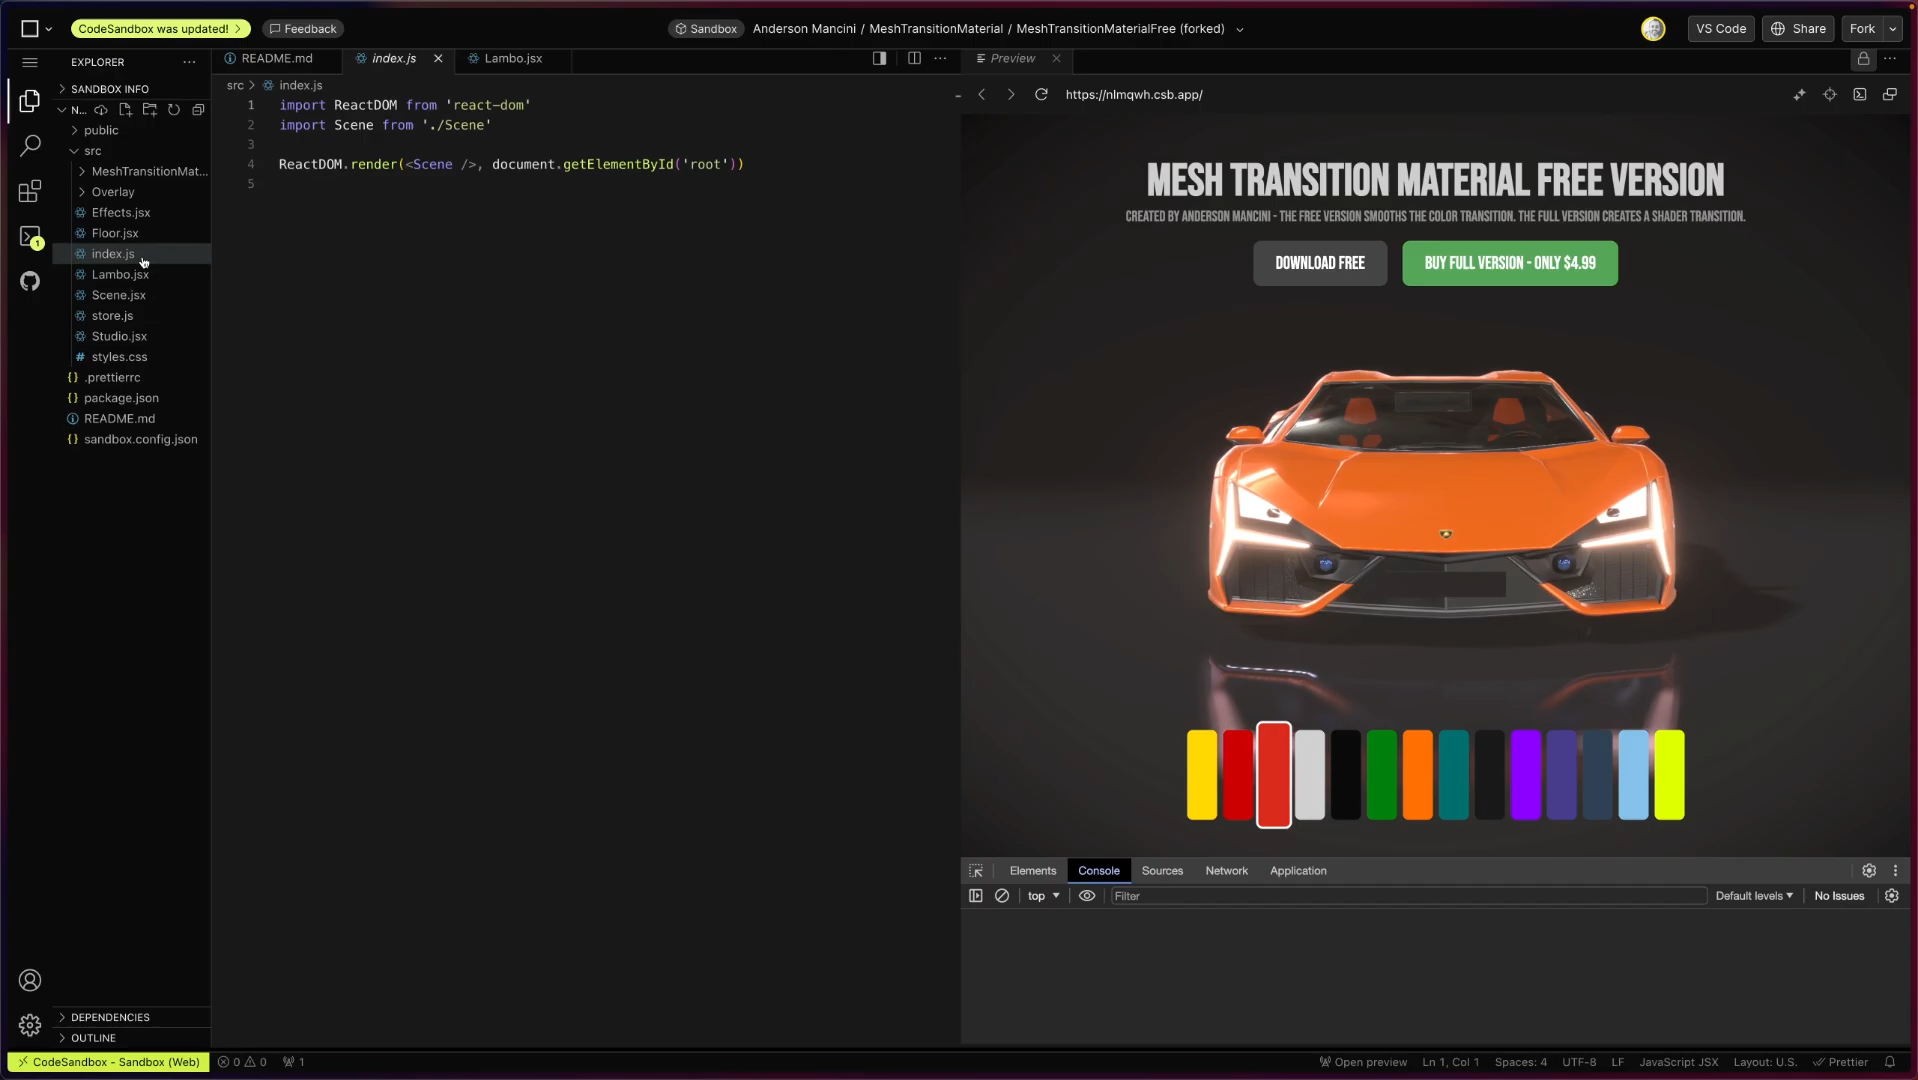 CodeSandbox was updated!
Feedback
Sandbox
Anderson Mancini / MeshTransitionMaterial / MeshTransitionMaterialFree (forked)
VS Code
Share
Fork
EXPLORER
SANDBOX INFO
N...
public
src
MeshTransitionMat...
Overlay
Effects.jsx
Floor.jsx
index.js
Lambo.jsx
Scene.jsx
store.js
Studio.jsx
styles.css
.prettierrc
package.json
README.md
sandbox.config.json
DEPENDENCIES
OUTLINE
1
README.md
index.js
Lambo.jsx
src
index.js
1 import ReactDOM from 'react-dom'
2 import Scene from './Scene'
3
4 ReactDOM.render(<Scene />, document.getElementById('root'))
5
Preview
https://nlmqwh.csb.app/
MESH TRANSITION MATERIAL FREE VERSION
CREATED BY ANDERSON MANCINI - THE FREE VERSION SMOOTHS THE COLOR TRANSITION. THE FULL VERSION CREATES A SHADER TRANSITION.
DOWNLOAD FREE
BUY FULL VERSION - ONLY $4.99
Elements
Console
Sources
Network
Application
top
Filter
Default levels
No Issues
CodeSandbox - Sandbox (Web)
0 0
1
Open preview
Ln 1, Col 1
Spaces: 4
UTF-8
LF
JavaScript JSX
Layout: U.S.
Prettier